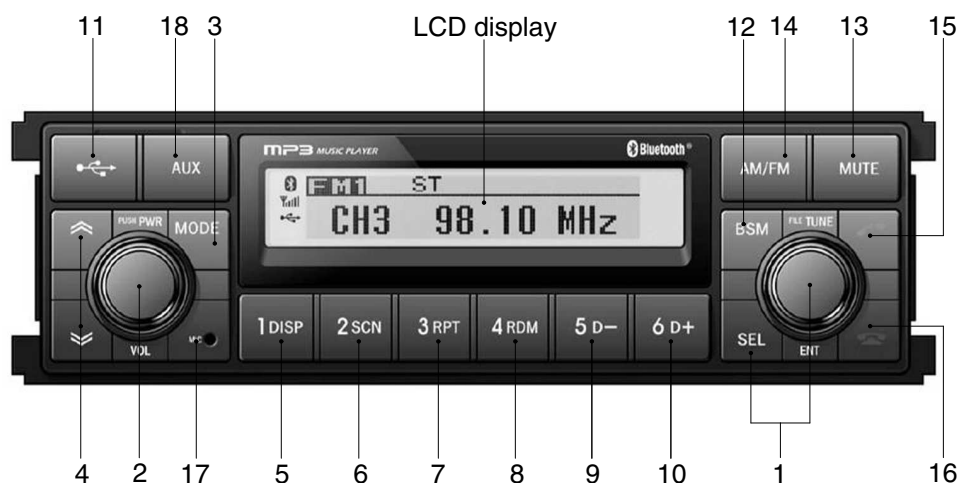 11 18 3 LCD display 12 14 13 15
MP3 MUSIC PLAYER Bluetooth®
AUX AM/FM MUTE
FM1 ST
PUSH PWR MODE BSM FILE TUNE
CH3 98.10 MHz
1 DISP 2 SCN 3 RPT 4 RDM 5 D− 6 D+
VOL SEL ENT
4 2 17 5 6 7 8 9 10 1 16